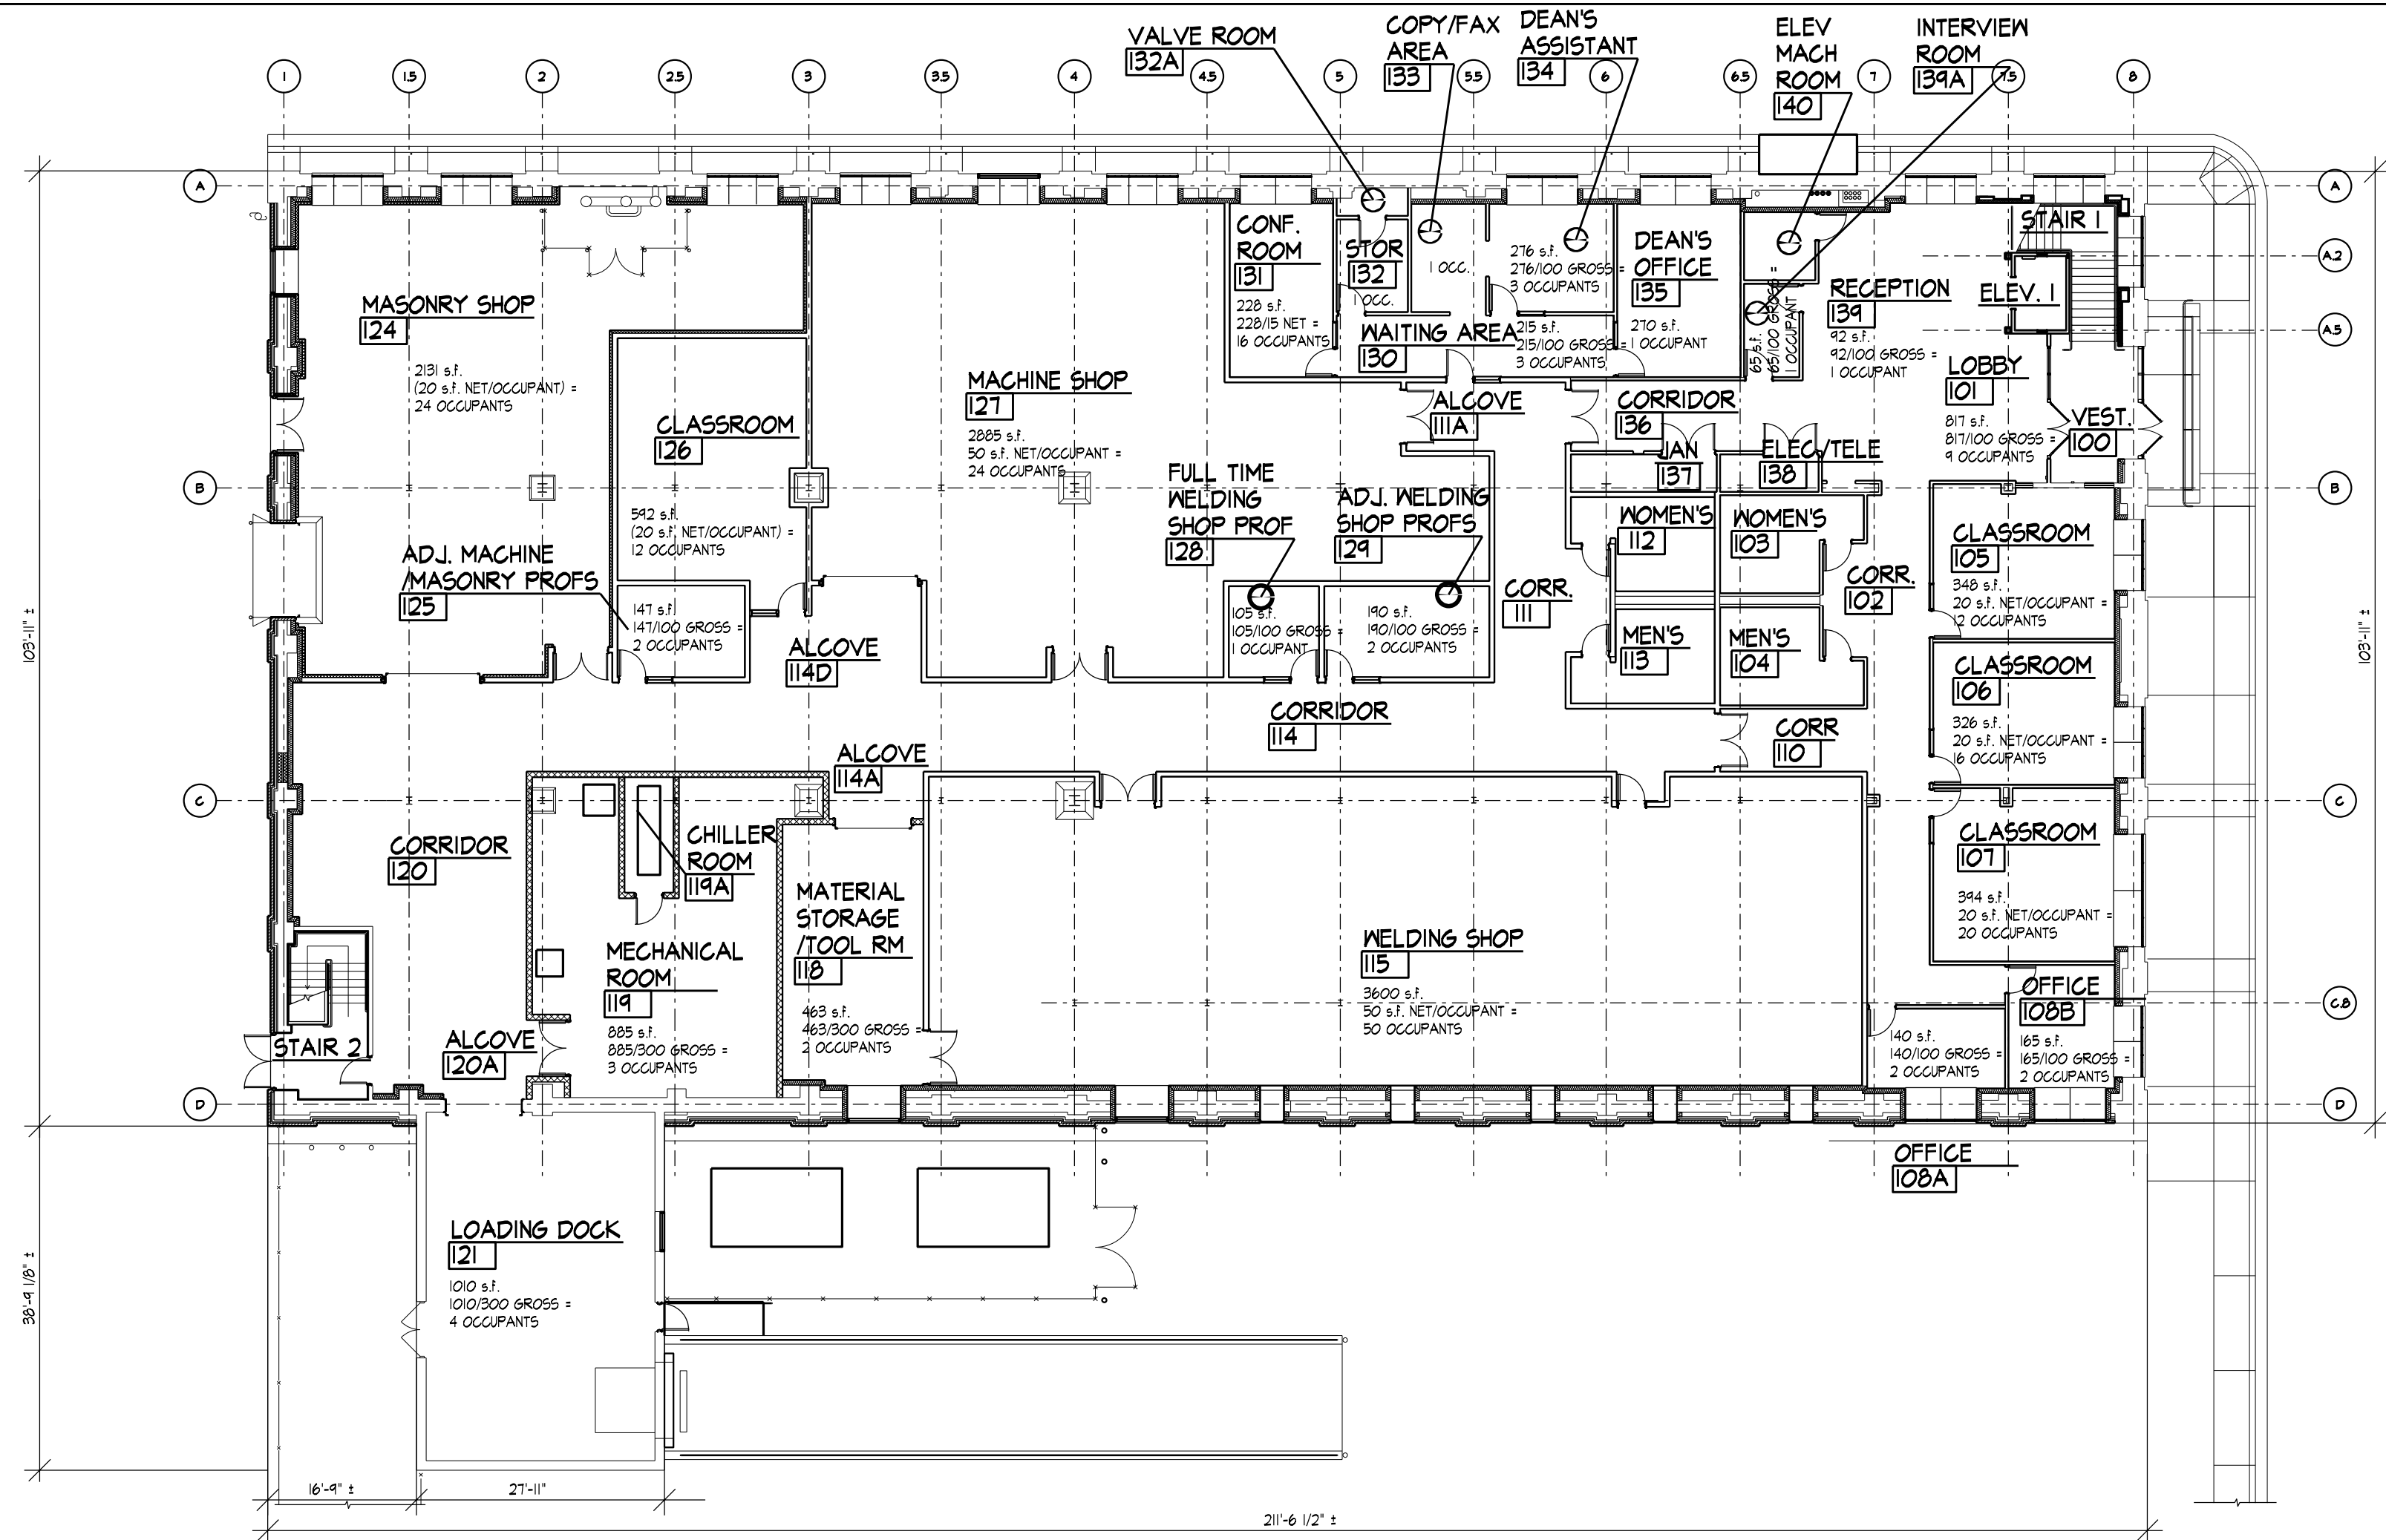 VALVE ROOM
132A
COPY/FAX
AREA
133
DEAN'S
ASSISTANT
134
ELEV
MACH
ROOM
140
INTERVIEW
ROOM
139A
1
1.5
2
2.5
3
3.5
4
4.5
5
5.5
6
6.5
7
7.5
8
A
A
A.2
A.5
B
B
C
C
C.8
D
D
MASONRY SHOP
124
2131 s.f.
(20 s.f. NET/OCCUPANT) =
24 OCCUPANTS
CLASSROOM
126
592 s.f.
(20 s.f. NET/OCCUPANT) =
12 OCCUPANTS
ADJ. MACHINE
/MASONRY PROFS
125
147 s.f.
147/100 GROSS =
2 OCCUPANTS
MACHINE SHOP
127
2885 s.f.
50 s.f. NET/OCCUPANT =
24 OCCUPANTS
CONF.
ROOM
131
228 s.f.
228/15 NET =
16 OCCUPANTS
STOR
132
1 OCC.
1 OCC.
276 s.f.
276/100 GROSS =
3 OCCUPANTS
WAITING AREA
130
215 s.f.
215/100 GROSS =
3 OCCUPANTS
DEAN'S
OFFICE
135
270 s.f.
1 OCCUPANT
65 s.f.
65/100 GROSS =
1 OCCUPANT
RECEPTION
139
92 s.f.
92/100 GROSS =
1 OCCUPANT
STAIR 1
ELEV. 1
LOBBY
101
817 s.f.
817/100 GROSS =
9 OCCUPANTS
VEST.
100
ALCOVE
111A
CORRIDOR
136
JAN
137
ELEC/TELE
138
FULL TIME
WELDING
SHOP PROF
128
105 s.f.
105/100 GROSS =
1 OCCUPANT
ADJ. WELDING
SHOP PROFS
129
190 s.f.
190/100 GROSS =
2 OCCUPANTS
WOMEN'S
112
WOMEN'S
103
CORR.
111
CORR.
102
MEN'S
113
MEN'S
104
CLASSROOM
105
348 s.f.
20 s.f. NET/OCCUPANT =
12 OCCUPANTS
CLASSROOM
106
326 s.f.
20 s.f. NET/OCCUPANT =
16 OCCUPANTS
ALCOVE
114D
CORRIDOR
114
CORR
110
ALCOVE
114A
CORRIDOR
120
CHILLER
ROOM
119A
MATERIAL
STORAGE
/TOOL RM
118
463 s.f.
463/300 GROSS =
2 OCCUPANTS
MECHANICAL
ROOM
119
885 s.f.
885/300 GROSS =
3 OCCUPANTS
WELDING SHOP
115
3600 s.f.
50 s.f. NET/OCCUPANT =
50 OCCUPANTS
CLASSROOM
107
394 s.f.
20 s.f. NET/OCCUPANT =
20 OCCUPANTS
OFFICE
108B
165 s.f.
165/100 GROSS =
2 OCCUPANTS
140 s.f.
140/100 GROSS =
2 OCCUPANTS
STAIR 2
ALCOVE
120A
OFFICE
108A
LOADING DOCK
121
1010 s.f.
1010/300 GROSS =
4 OCCUPANTS
103'-11" ±
103'-11" ±
38'-9 1/8" ±
16'-9" ±
27'-11"
211'-6 1/2" ±